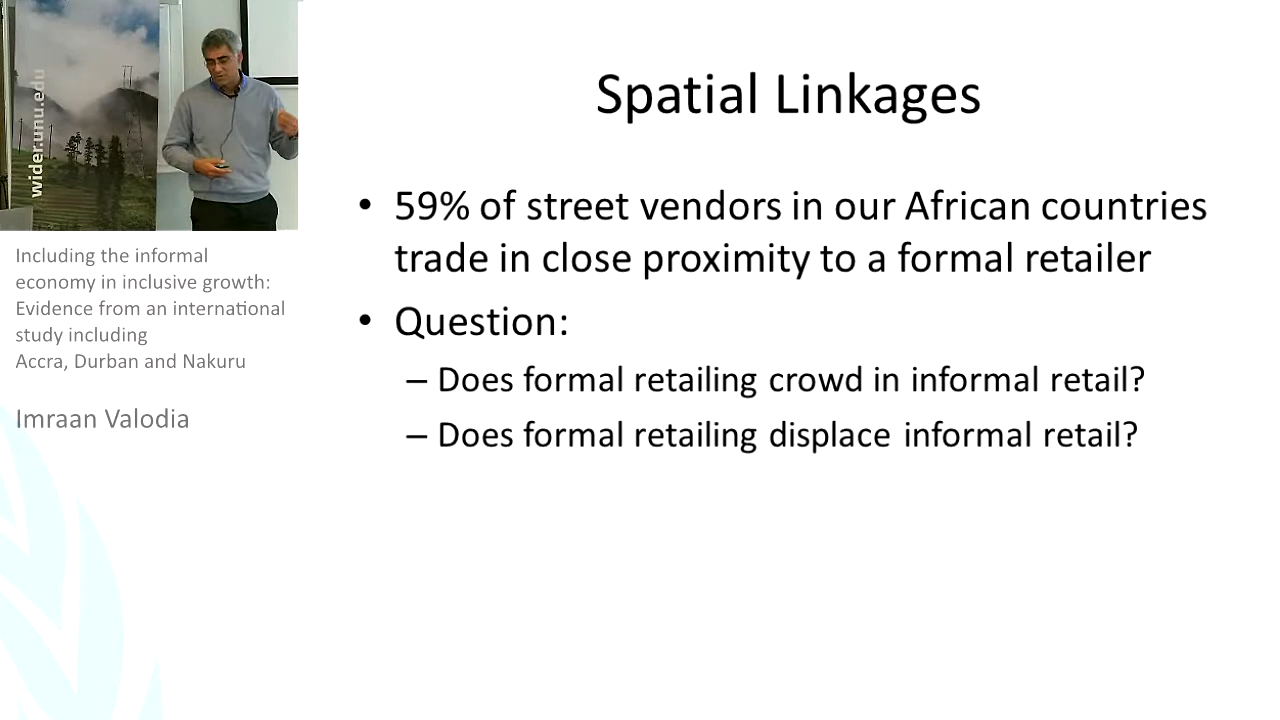 wider.unu.edu
Including the informal
economy in inclusive growth:
Evidence from an international
study including
Accra, Durban and Nakuru
Imraan Valodia
Spatial Linkages
• 59% of street vendors in our African countries
trade in close proximity to a formal retailer
• Question:
– Does formal retailing crowd in informal retail?
– Does formal retailing displace informal retail?